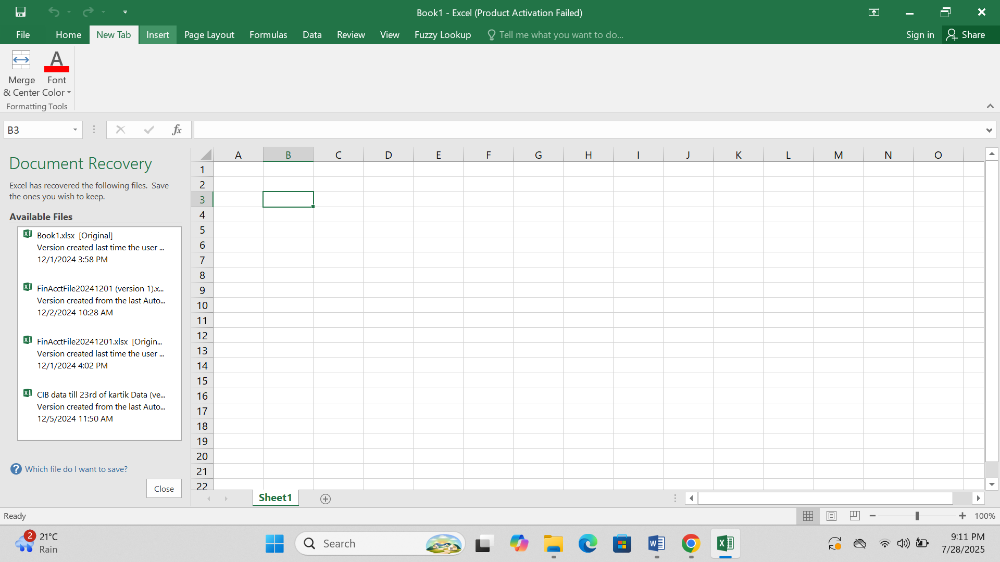 Book1 - Excel (Product Activation Failed)
File Home New Tab Insert Page Layout Formulas Data Review View Fuzzy Lookup Tell me what you want to do... Sign in Share
Merge & Center
Font Color
Formatting Tools
B3
fx
Document Recovery
Excel has recovered the following files. Save
the ones you wish to keep.
Available Files
Book1.xlsx [Original]
Version created last time the user ...
12/1/2024 3:58 PM
FinAcctFile20241201 (version 1).x...
Version created from the last Auto...
12/2/2024 10:28 AM
FinAcctFile20241201.xlsx [Origin...
Version created last time the user ...
12/1/2024 4:02 PM
CIB data till 23rd of kartik Data (ve...
Version created from the last Auto...
12/5/2024 11:50 AM
Which file do I want to save?
Close
A B C D E F G H I J K L M N O
1
2
3
4
5
6
7
8
9
10
11
12
13
14
15
16
17
18
19
20
21
22
Sheet1
Ready
100%
2
21°C
Rain
Search
9:11 PM
7/28/2025